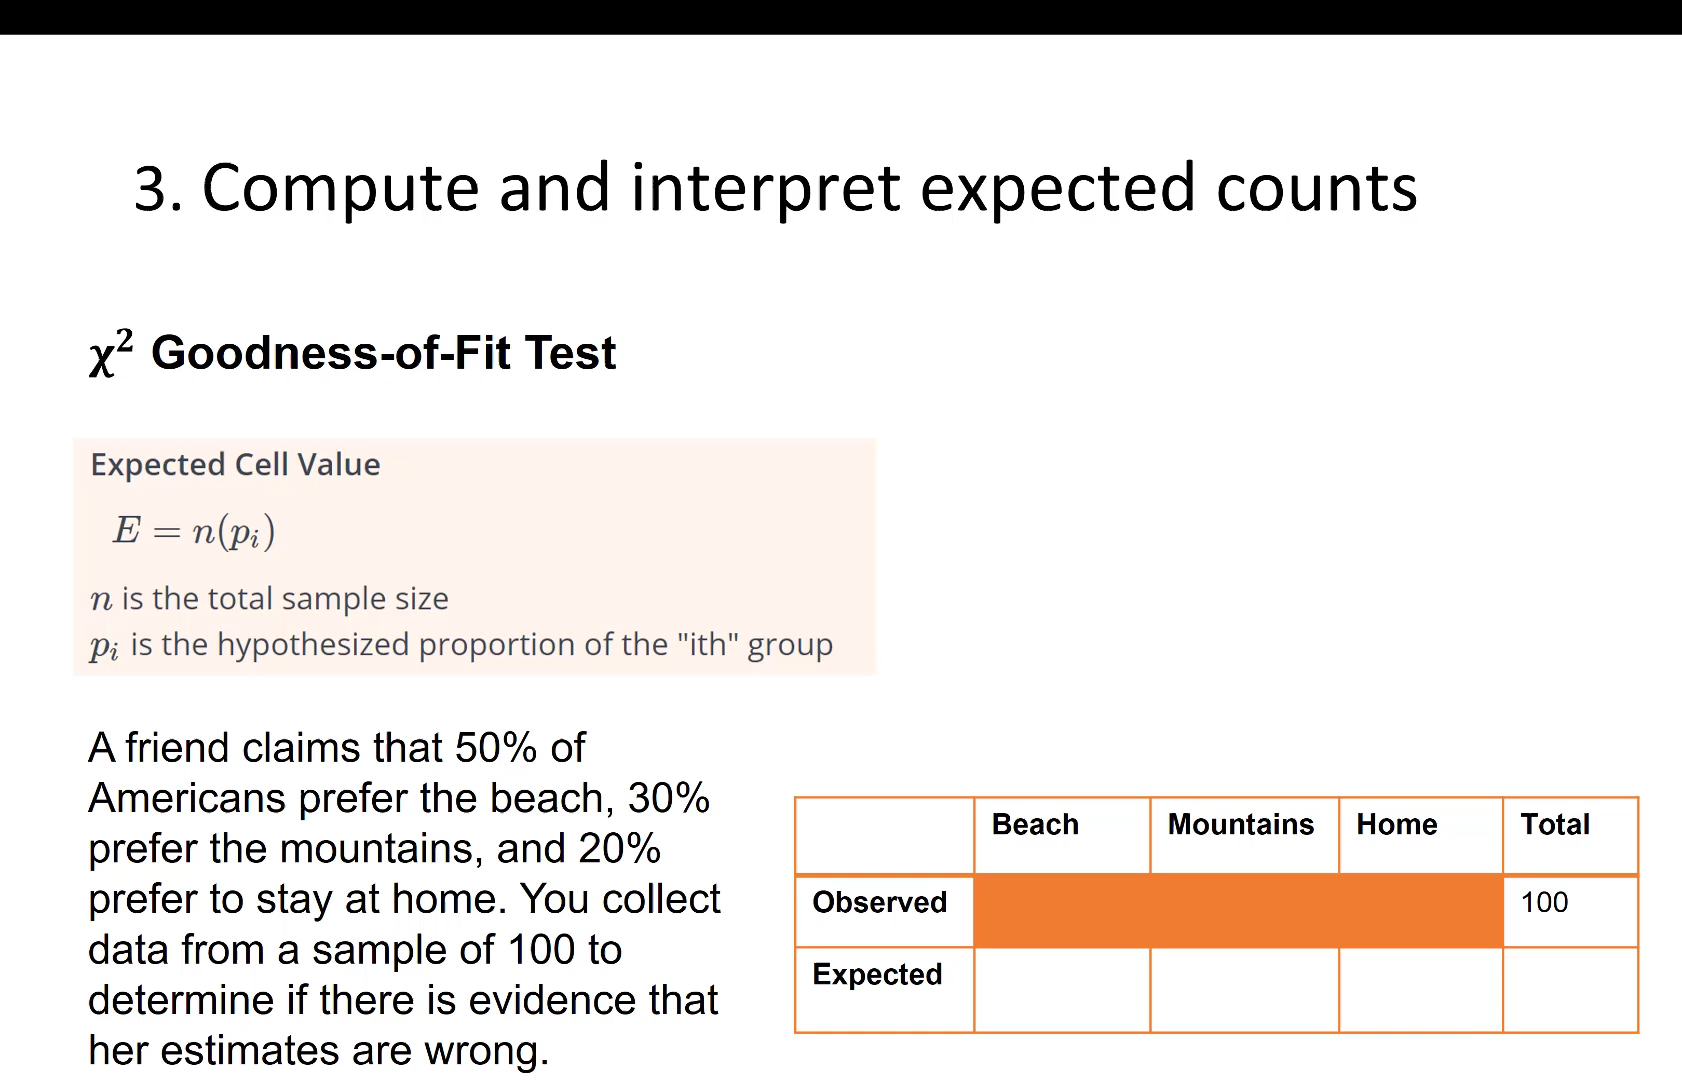 3. Compute and interpret expected counts
χ² Goodness-of-Fit Test
Expected Cell Value
E = n(pᵢ)
n is the total sample size
pᵢ is the hypothesized proportion of the "ith" group
A friend claims that 50% of
Americans prefer the beach, 30%
prefer the mountains, and 20%
prefer to stay at home. You collect
data from a sample of 100 to
determine if there is evidence that
her estimates are wrong.
Beach Mountains Home Total
Observed 100
Expected